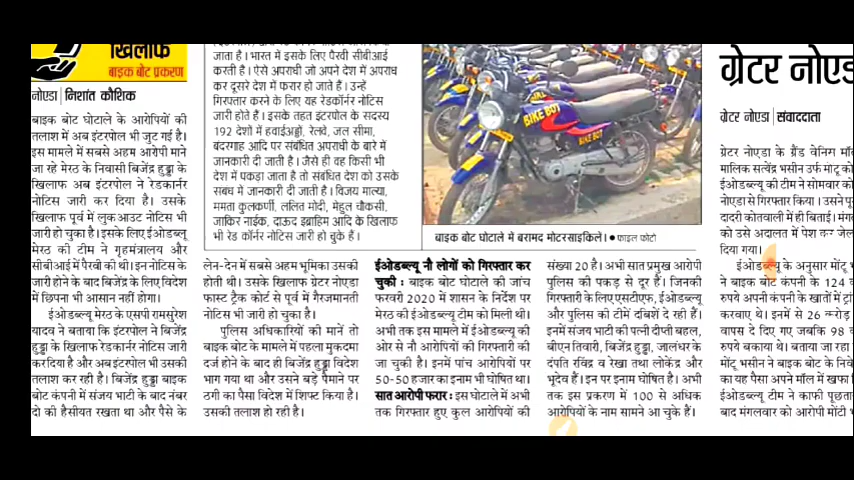 खिलाफ
बाइक बोट प्रकरण
नोएडा | निशांत कौशिक
बाइक बोट घोटाले के आरोपियों की
तलाश में अब इंटरपोल भी जुट गई है।
इस मामले में सबसे अहम आरोपी माने
जा रहे मेरठ के निवासी बिजेंद्र हुड्डा के
खिलाफ अब इंटरपोल ने रेडकार्नर
नोटिस जारी कर दिया है। उसके
खिलाफ पूर्व में लुक आउट नोटिस भी
जारी हो चुका है। इसके लिए ईओडब्लू
मेरठ की टीम ने गृहमंत्रालय और
सीबीआई में पैरवी की थी। इन नोटिस के
जारी होने के बाद बिजेंद्र के लिए विदेश
में छिपना भी आसान नहीं होगा।
ईओडब्ल्यू मेरठ के एसपी रामसुरेश
यादव ने बताया कि इंटरपोल ने बिजेंद्र
हुड्डा के खिलाफ रेडकार्नर नोटिस जारी
कर दिया है और अब इंटरपोल भी उसकी
तलाश कर रही है। बिजेंद्र हुड्डा बाइक
बोट कंपनी में संजय भाटी के बाद नंबर
दो की हैसीयत रखता था और पैसे के
जाता है। भारत में इसके लिए पैरवी सीबीआई
करती है। ऐसे अपराधी जो अपने देश में अपराध
कर दूसरे देश में फरार हो जाते हैं। उन्हें
गिरफ्तार करने के लिए यह रेडकॉर्नर नोटिस
जारी होते है। इसके तहत इंटरपोल के सदस्य
192 देशों में हवाईअड्डों, रेलवे, जल सीमा,
बंदरगाह आदि पर संबंधित अपराधी के बारे में
जानकारी दी जाती है। जैसे ही वह किसी भी
देश में पकड़ा जाता है तो संबंधित देश को उसके
संबंध में जानकारी दी जाती है। विजय माल्या,
ममता कुलकर्णी, ललित मोदी, मेहुल चौकसी,
जाकिर नाईक, दाऊद इब्राहिम आदि के खिलाफ
भी रेड कॉर्नर नोटिस जारी हो चुके हैं।
BIKE BOT
BIKE BOT
बाइक बोट घोटाले में बरामद मोटरसाइकिले। • फाइल फोटो
लेन-देन में सबसे अहम भूमिका उसकी
होती थी। उसके खिलाफ ग्रेटर नोएडा
फास्ट ट्रैक कोर्ट से पूर्व में गैरजमानती
नोटिस भी जारी हो चुका है।
पुलिस अधिकारियों की मानें तो
बाइक बोट के मामले में पहला मुकदमा
दर्ज होने के बाद ही बिजेंद्र हुड्डा विदेश
भाग गया था और उसने बड़े पैमाने पर
ठगी का पैसा विदेश में शिफ्ट किया है।
उसकी तलाश हो रही है।
ईओडब्ल्यू नौ लोगों को गिरफ्तार कर
चुकी : बाइक बोट घोटाले की जांच
फरवरी 2020 में शासन के निर्देश पर
मेरठ की ईओडब्लू टीम को मिली थी।
अभी तक इस मामले में ईओडब्ल्यू की
ओर से नौ आरोपियों की गिरफ्तारी की
जा चुकी है। इनमें पांच आरोपियों पर
50-50 हजार का इनाम भी घोषित था।
सात आरोपी फरार : इस घोटाले में अभी
तक गिरफ्तार हुए कुल आरोपियों की
संख्या 20 है। अभी सात प्रमुख आरोपी
पुलिस की पकड़ से दूर हैं। जिनकी
गिरफ्तारी के लिए एसटीएफ, ईओडब्ल्यू
और पुलिस की टीमें दबिशें दे रही हैं।
इनमें संजय भाटी की पत्नी दीप्ती बहल,
बीएन तिवारी, बिजेंद्र हुड्डा, जालंधर के
दंपति रविंद्र व रेखा तथा लोकेंद्र और
भूदेव हैं। इन पर इनाम घोषित है। अभी
तक इस प्रकरण में 100 से अधिक
आरोपियों के नाम सामने आ चुके हैं।
ग्रेटर नोएड
ग्रेटर नोएडा | संवाददाता
ग्रेटर नोएडा के ग्रैंड वेनिस मॉ
मालिक सत्येंद्र भसीन उर्फ मोंटू को
ईओडब्ल्यू की टीम ने सोमवार को
नोएडा से गिरफ्तार किया। उसने पू
दादरी कोतवाली में ही बिताई। मंग
को उसे अदालत में पेश कर जेल
दिया गया।
ईओडब्ल्यू के अनुसार मोंटू भ
ने बाइक बोट कंपनी के 124 क
रुपये अपनी कंपनी के खातों में ट्रां
करवाए थे। इनमें से 26 करोड़
वापस दे दिए गए जबकि 98 क
रुपये बकाया थे। बताया जा रहा
मोंटू भसीन ने बाइक बोट के निवे
का यह पैसा अपने मॉल में खपा
ईओडब्ल्यू टीम ने काफी पूछता
बाद मंगलवार को आरोपी मोंटी भ